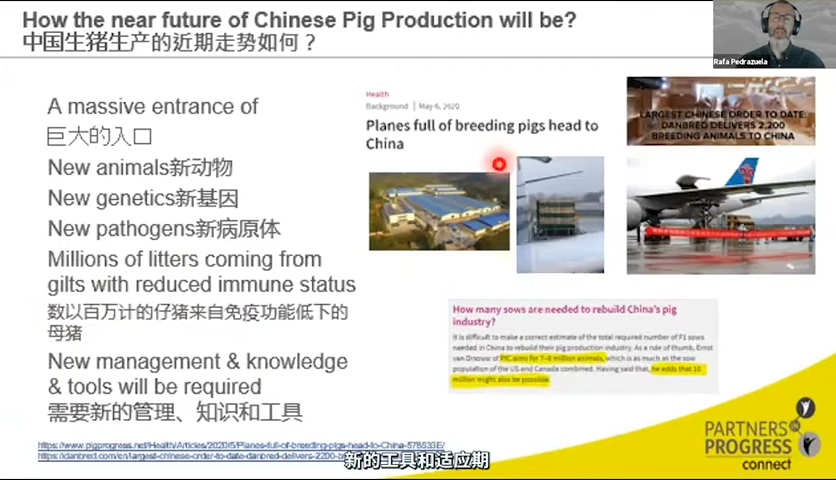 How the near future of Chinese Pig Production will be?
中国生猪生产的近期走势如何？
Rafa Pedrazuela
A massive entrance of
巨大的入口
New animals新动物
New genetics新基因
New pathogens新病原体
Millions of litters coming from
gilts with reduced immune status
数以百万计的仔猪来自免疫功能低下的
母猪
New management & knowledge
& tools will be required
需要新的管理、知识和工具
Health
Background | May 6, 2020
Planes full of breeding pigs head to
China
LARGEST CHINESE ORDER TO DATE:
DANBRED DELIVERS 2,200
BREEDING ANIMALS TO CHINA
How many sows are needed to rebuild China's pig
industry?
It is difficult to make a correct estimate of the total required number of F1 sows
needed in China to rebuild their pig production industry. As a rule of thumb, Ernst
van
PIC aims for 7-8 million animals, which is as much as the sow
population of the US and Canada combined. Having said that, he adds that 10
million might also be possible.
https://www.pigprogress.net/Health/Articles/2020/5/Planes-full-of-breeding-pigs-head-to-China-578933E/
https://danbred.com/en/largest-chinese-order-to-date-danbred-delivers-2200-b
新的工具和适应期
PARTNERS IN
PROGRESS
connect